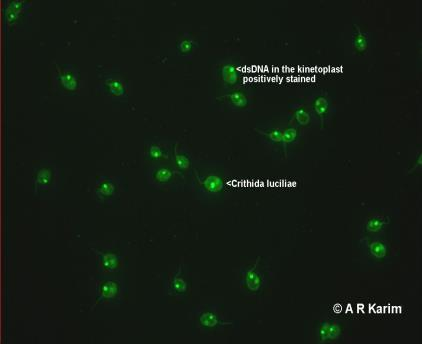 <dsDNA in the kinetoplast
positively stained
<Crithida luciliae
© A R Karim